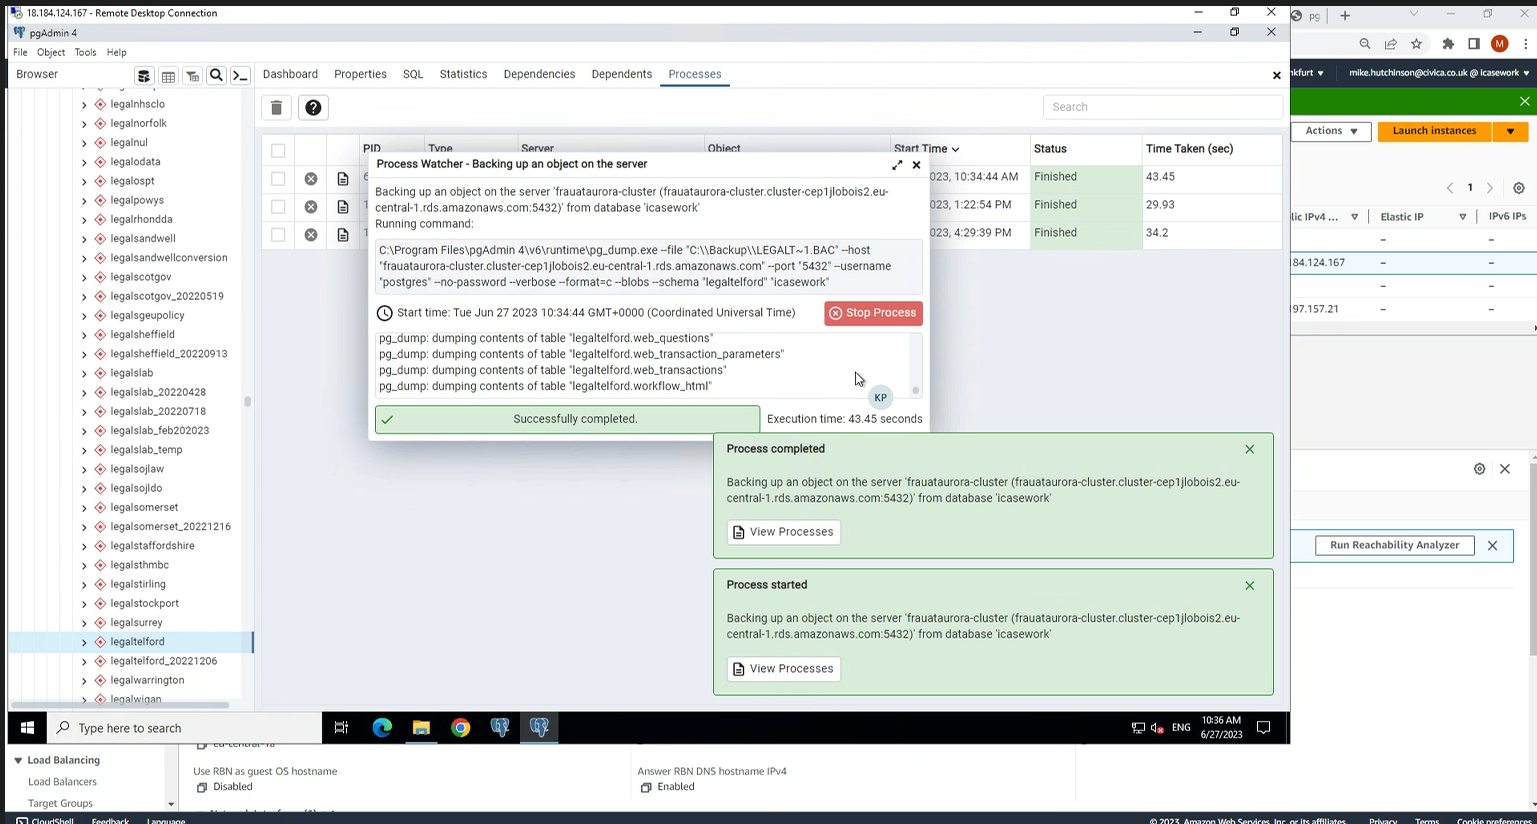 18.184.124.167 - Remote Desktop Connection
pg
pgAdmin 4
File Object Tools Help
mike.hutchinson@civica.co.uk @ icasework
Browser
Dashboard Properties SQL Statistics Dependencies Dependents Processes
Search
Actions Launch instances
PID Type Server Object Start Time Status Time Taken (sec)
023, 10:34:44 AM Finished 43.45
023, 1:22:54 PM Finished 29.93
023, 4:29:39 PM Finished 34.2
1
lic IPv4 ... Elastic IP IPv6 IPs
- -
84.124.167 - -
- -
97.157.21 - -
legalnhsclo
legalnorfolk
legalnul
legalodata
legalospt
legalpowys
legalrhondda
legalsandwell
legalsandwellconversion
legalscotgov
legalscotgov_20220519
legalsgeupolicy
legalsheffield
legalsheffield_20220913
legalslab
legalslab_20220428
legalslab_20220718
legalslab_feb202023
legalslab_temp
legalsojlaw
legalsojldo
legalsomerset
legalsomerset_20221216
legalstaffordshire
legalsthmbc
legalstirling
legalstockport
legalsurrey
legaltelford
legaltelford_20221206
legalwarrington
legalwigan
Process Watcher - Backing up an object on the server
Backing up an object on the server 'frauataurora-cluster (frauataurora-cluster.cluster-cep1jlobois2.eu-
central-1.rds.amazonaws.com:5432)' from database 'icasework'
Running command:
C:\Program Files\pgAdmin 4\v6\runtime\pg_dump.exe --file "C:\\Backup\\LEGALT~1.BAC" --host
"frauataurora-cluster.cluster-cep1jlobois2.eu-central-1.rds.amazonaws.com" --port "5432" --username
"postgres" --no-password --verbose --format=c --blobs --schema "legaltelford" "icasework"
Start time: Tue Jun 27 2023 10:34:44 GMT+0000 (Coordinated Universal Time)
Stop Process
pg_dump: dumping contents of table "legaltelford.web_questions"
pg_dump: dumping contents of table "legaltelford.web_transaction_parameters"
pg_dump: dumping contents of table "legaltelford.web_transactions"
pg_dump: dumping contents of table "legaltelford.workflow_html"
KP
Successfully completed.
Execution time: 43.45 seconds
Process completed
Backing up an object on the server 'frauataurora-cluster (frauataurora-cluster.cluster-cep1jlobois2.eu-
central-1.rds.amazonaws.com:5432)' from database 'icasework'
View Processes
Process started
Backing up an object on the server 'frauataurora-cluster (frauataurora-cluster.cluster-cep1jlobois2.eu-
central-1.rds.amazonaws.com:5432)' from database 'icasework'
View Processes
Run Reachability Analyzer
Type here to search
ENG
10:36 AM
6/27/2023
Load Balancing
Load Balancers
Target Groups
Use RBN as guest OS hostname
Disabled
Answer RBN DNS hostname IPv4
Enabled
CloudShell Feedback Language
© 2023, Amazon Web Services, Inc. or its affiliates. Privacy Terms Cookie preferences